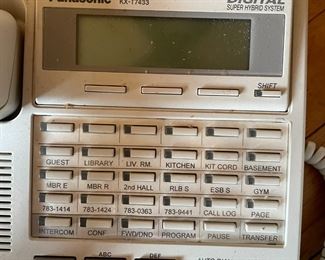 Panasonic KX-T7433 DIGITAL
SUPER HYBRID SYSTEM
SHIFT
GUEST LIBRARY LIV. RM. KITCHEN KIT CORD BASEMENT
MBR E MBR R 2nd HALL RLB S ESB S GYM
783-1414 783-1424 783-0363 783-9441 CALL LOG PAGE
INTERCOM CONF FWD/DND PROGRAM PAUSE TRANSFER
ABC DEF